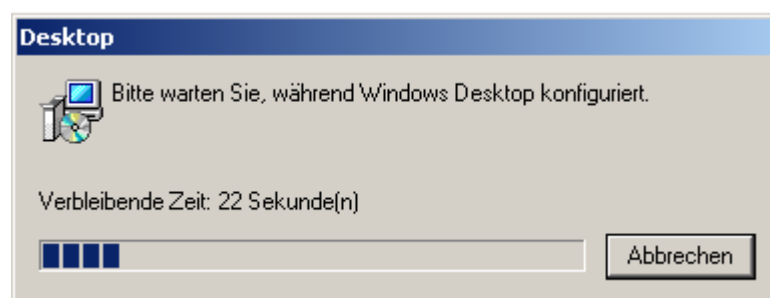 Desktop
Bitte warten Sie, während Windows Desktop konfiguriert.
Verbleibende Zeit: 22 Sekunde(n)
Abbrechen